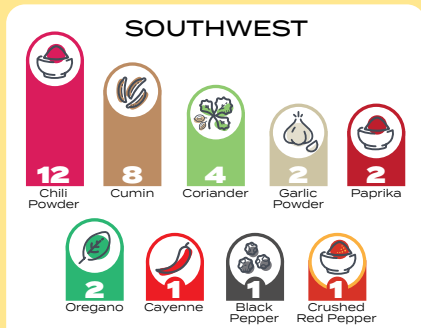 SOUTHWEST
12 8 4 2 2
Chili Powder Cumin Coriander Garlic Powder Paprika
2 1 1 1
Oregano Cayenne Black Pepper Crushed Red Pepper